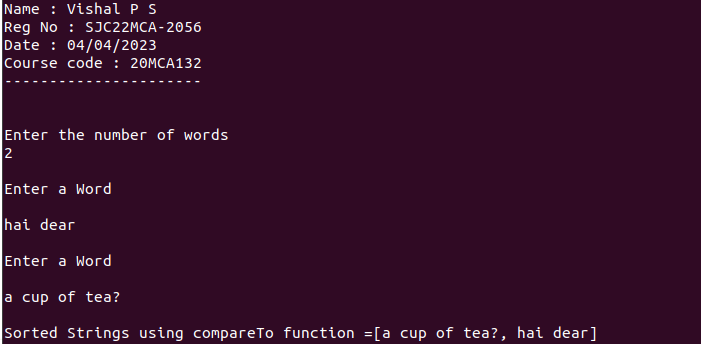 Name : Vishal P S
Reg No : SJC22MCA-2056
Date : 04/04/2023
Course code : 20MCA132
----------------------
Enter the number of words
2
Enter a Word
hai dear
Enter a Word
a cup of tea?
Sorted Strings using compareTo function =[a cup of tea?, hai dear]